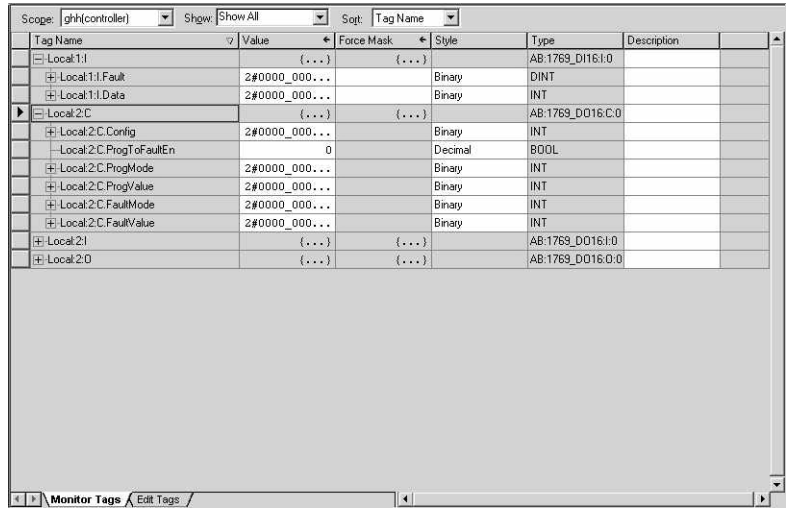 Scope: ghh(controller) Show: Show All Sort: Tag Name
Tag Name Value Force Mask Style Type Description
Local:1:I {...} {...} AB:1769_DI16:I:0
Local:1:I.Fault 2#0000_000... Binary DINT
Local:1:I.Data 2#0000_000... Binary INT
Local:2:C {...} {...} AB:1769_DO16:C:0
Local:2:C.Config 2#0000_000... Binary INT
Local:2:C.ProgToFaultEn 0 Decimal BOOL
Local:2:C.ProgMode 2#0000_000... Binary INT
Local:2:C.ProgValue 2#0000_000... Binary INT
Local:2:C.FaultMode 2#0000_000... Binary INT
Local:2:C.FaultValue 2#0000_000... Binary INT
Local:2:I {...} {...} AB:1769_DO16:I:0
Local:2:O {...} {...} AB:1769_DO16:O:0
Monitor Tags Edit Tags